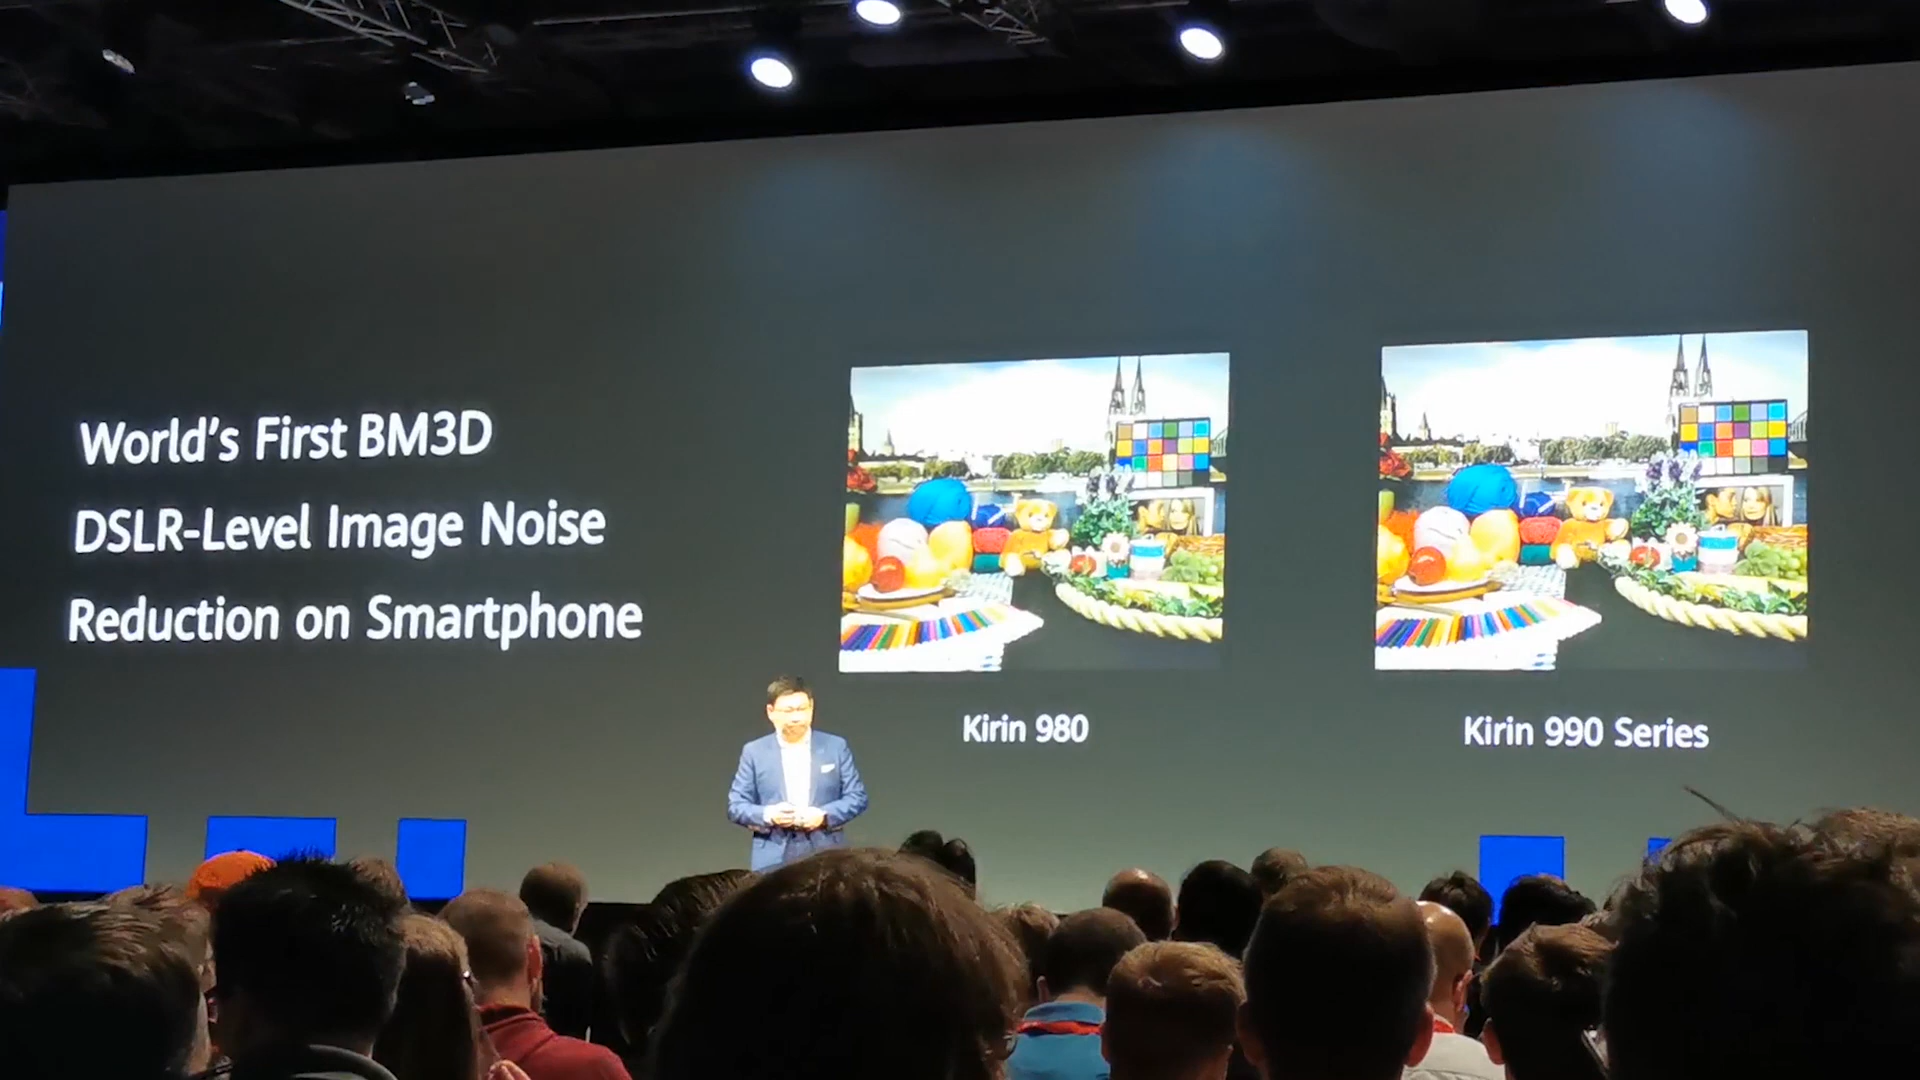 World's First BM3D
DSLR-Level Image Noise
Reduction on Smartphone
Kirin 980
Kirin 990 Series